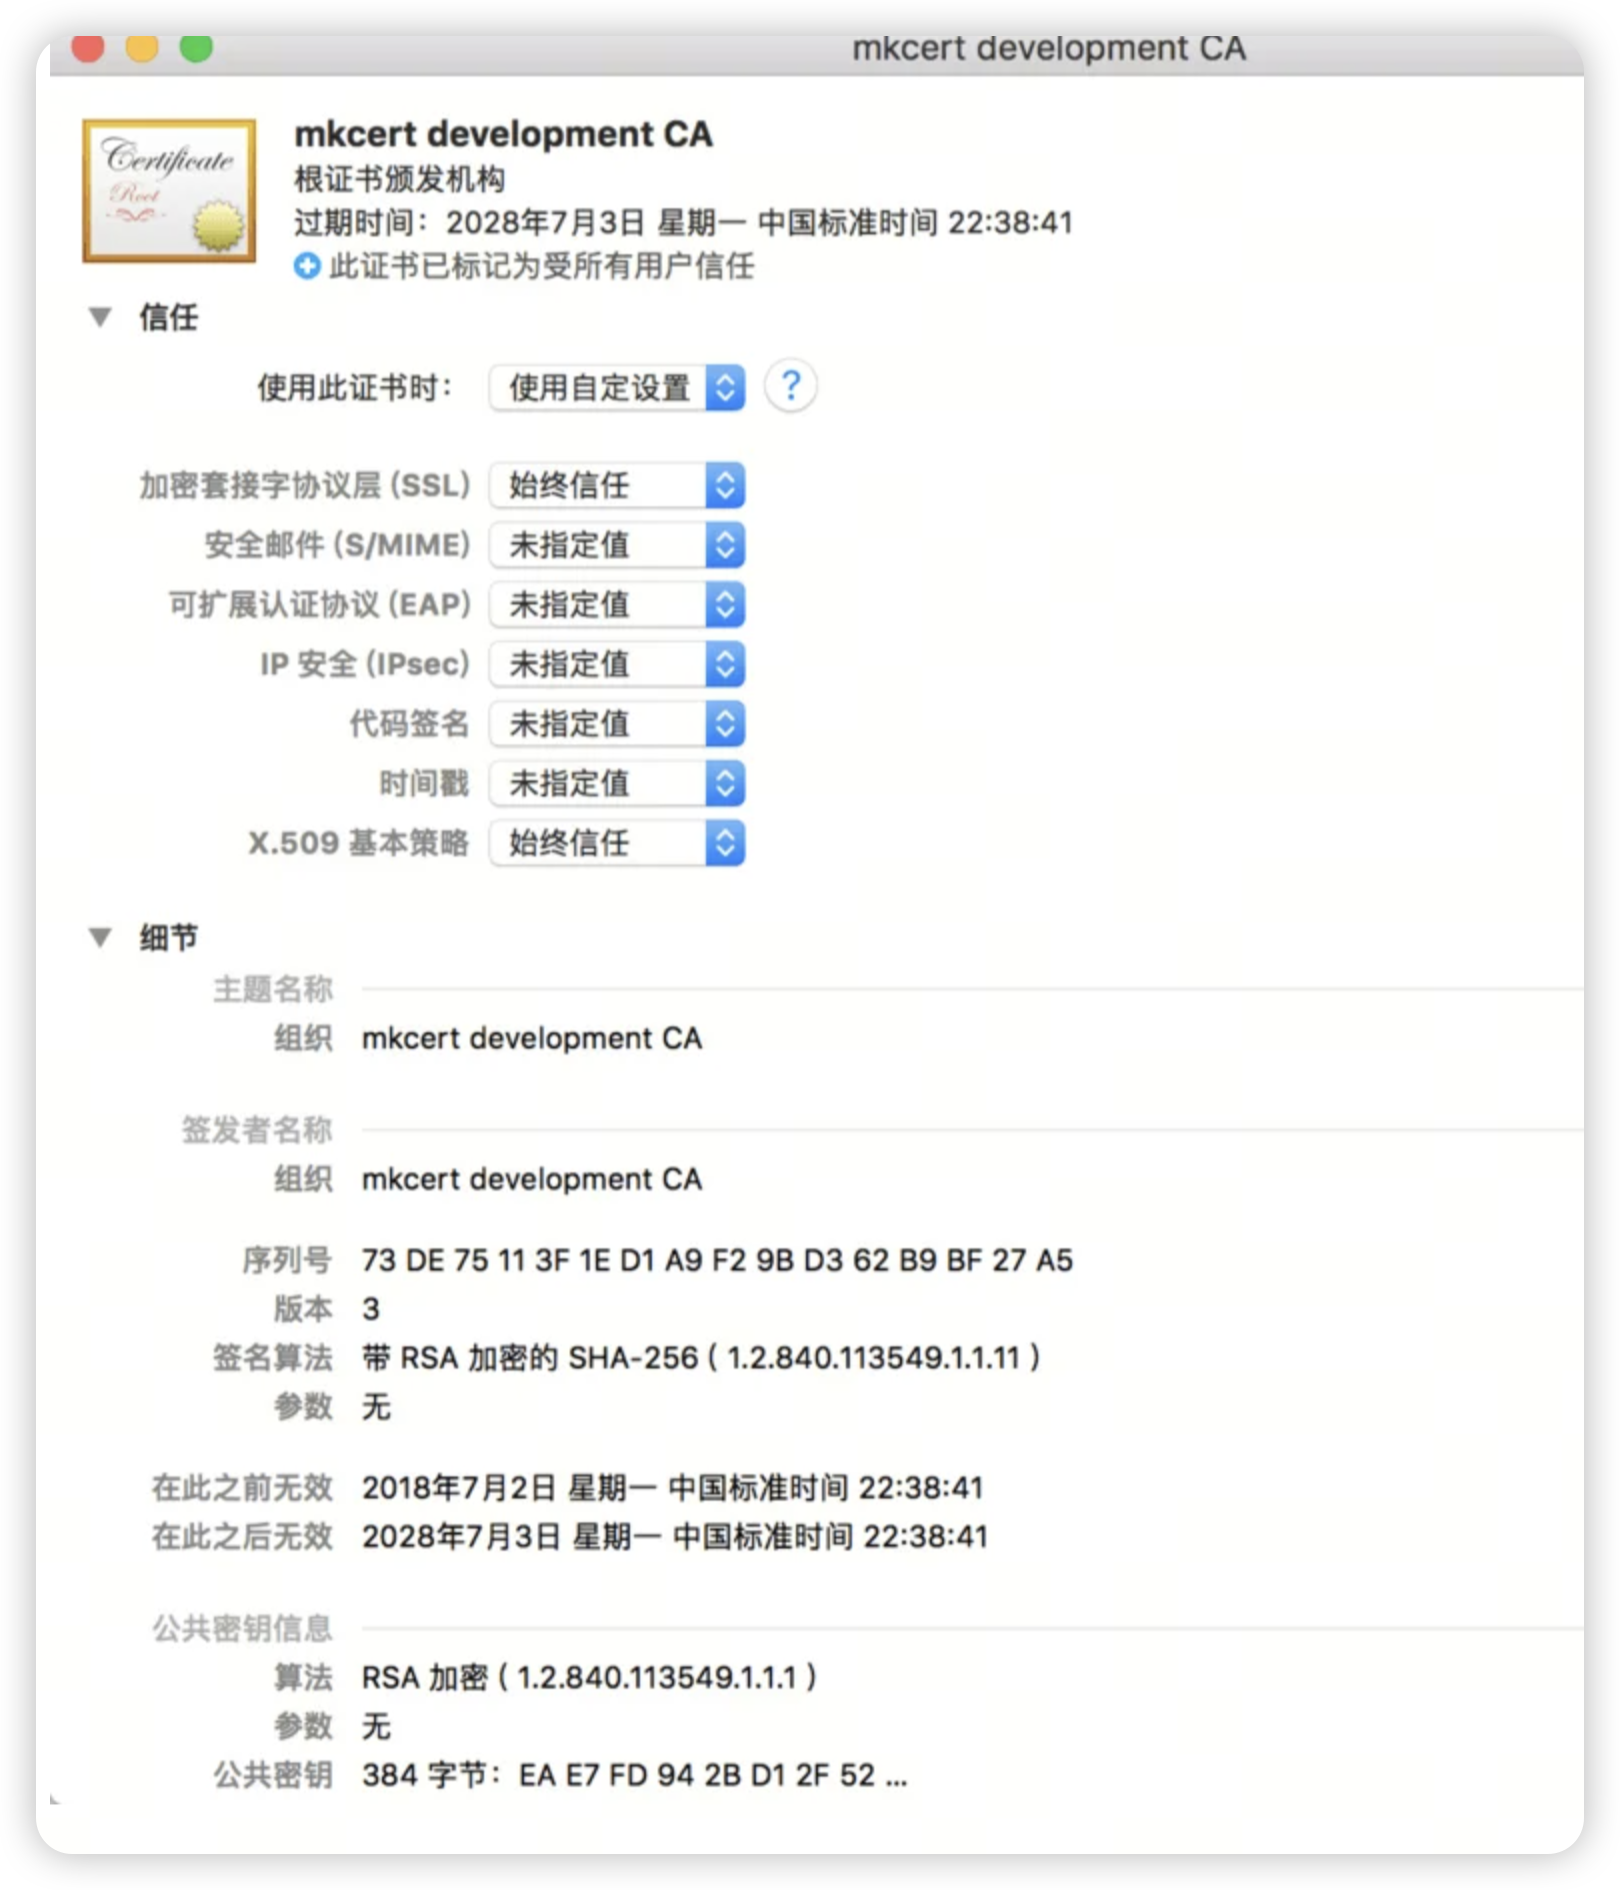 mkcert development CA
Certificate
Root
mkcert development CA
根证书颁发机构
过期时间：2028年7月3日 星期一 中国标准时间 22:38:41
此证书已标记为受所有用户信任
信任
使用此证书时： 使用自定设置 ?
加密套接字协议层 (SSL) 始终信任
安全邮件 (S/MIME) 未指定值
可扩展认证协议 (EAP) 未指定值
IP 安全 (IPsec) 未指定值
代码签名 未指定值
时间戳 未指定值
X.509 基本策略 始终信任
细节
主题名称
组织 mkcert development CA
签发者名称
组织 mkcert development CA
序列号 73 DE 75 11 3F 1E D1 A9 F2 9B D3 62 B9 BF 27 A5
版本 3
签名算法 带 RSA 加密的 SHA-256 ( 1.2.840.113549.1.1.11 )
参数 无
在此之前无效 2018年7月2日 星期一 中国标准时间 22:38:41
在此之后无效 2028年7月3日 星期一 中国标准时间 22:38:41
公共密钥信息
算法 RSA 加密 ( 1.2.840.113549.1.1.1 )
参数 无
公共密钥 384 字节：EA E7 FD 94 2B D1 2F 52 ...